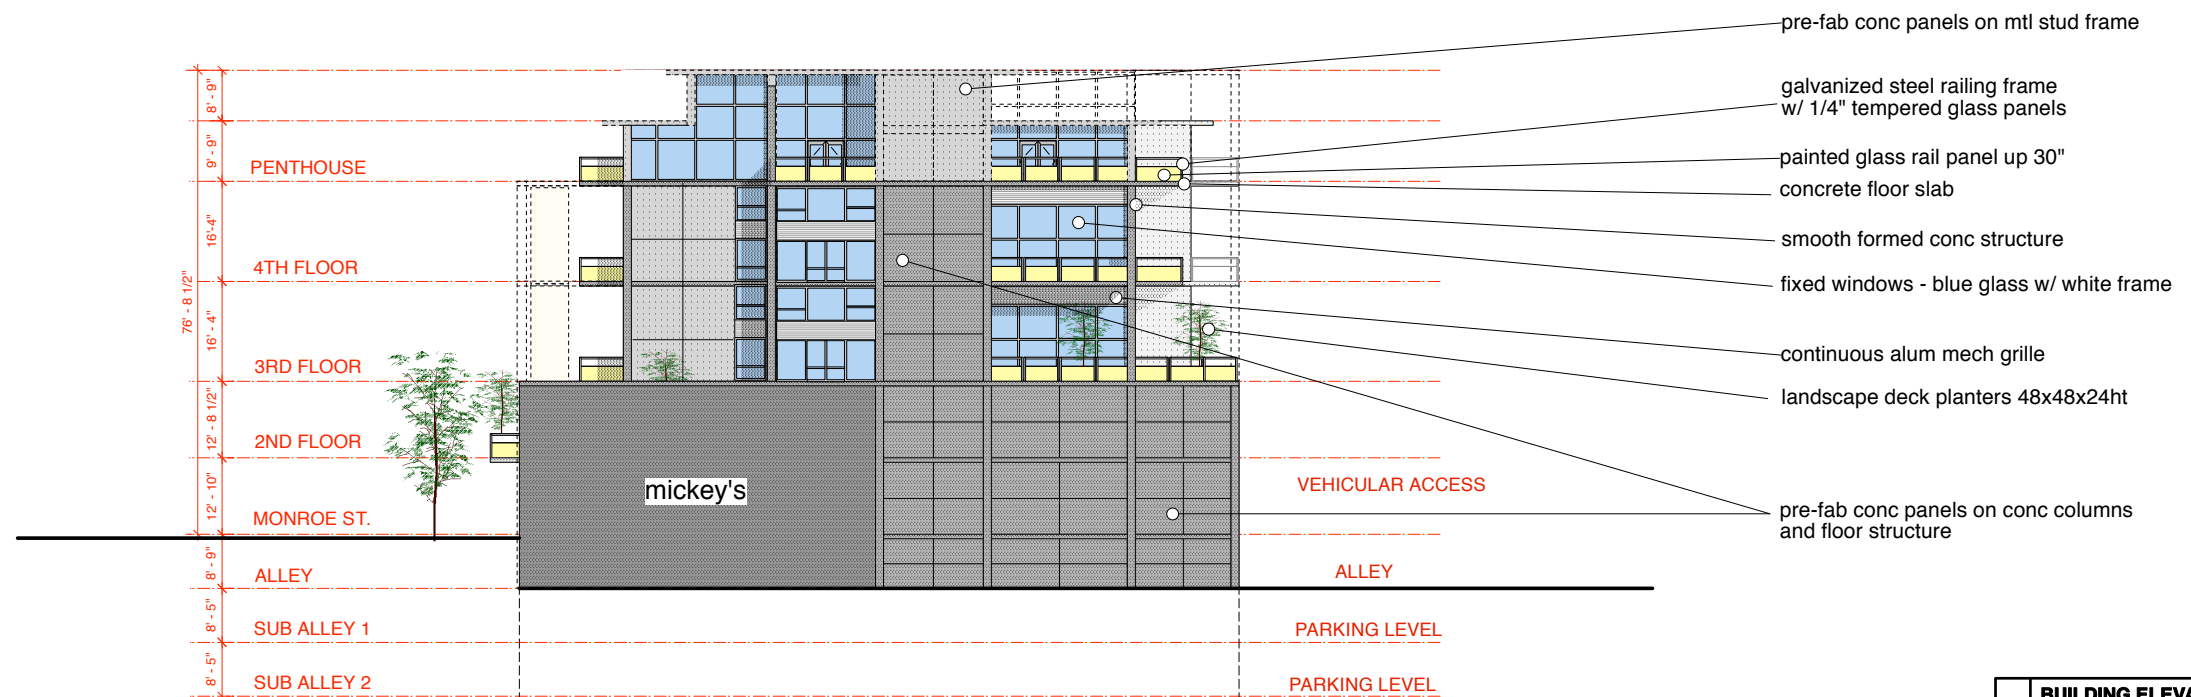 pre-fab conc panels on mtl stud frame
galvanized steel railing frame
w/ 1/4" tempered glass panels
painted glass rail panel up 30"
concrete floor slab
smooth formed conc structure
fixed windows - blue glass w/ white frame
continuous alum mech grille
landscape deck planters 48x48x24ht
pre-fab conc panels on conc columns
and floor structure
76' - 8 1/2"
8' - 9"
9' - 9"
16'-4"
16' - 4"
12' - 8 1/2"
12' - 10"
8' - 9"
8' - 5"
8' - 5"
PENTHOUSE
4TH FLOOR
3RD FLOOR
2ND FLOOR
MONROE ST.
ALLEY
SUB ALLEY 1
SUB ALLEY 2
mickey's
VEHICULAR ACCESS
ALLEY
PARKING LEVEL
PARKING LEVEL
BUILDING ELEVA